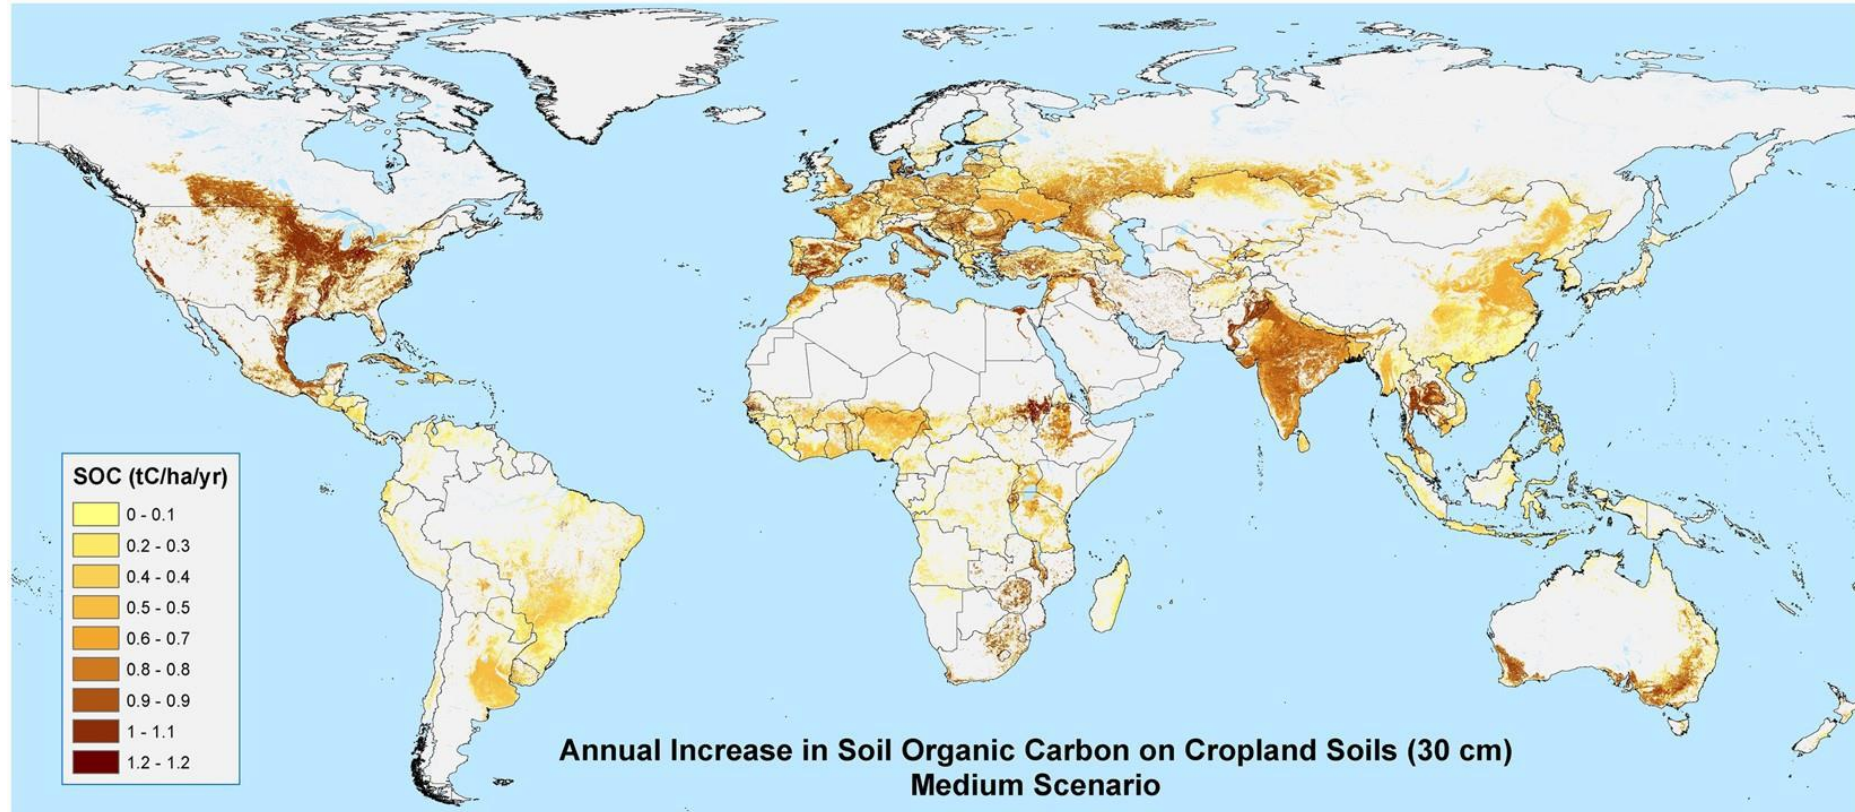 SOC (tC/ha/yr)
0 - 0.1
0.2 - 0.3
0.4 - 0.4
0.5 - 0.5
0.6 - 0.7
0.8 - 0.8
0.9 - 0.9
1 - 1.1
1.2 - 1.2
Annual Increase in Soil Organic Carbon on Cropland Soils (30 cm)
Medium Scenario